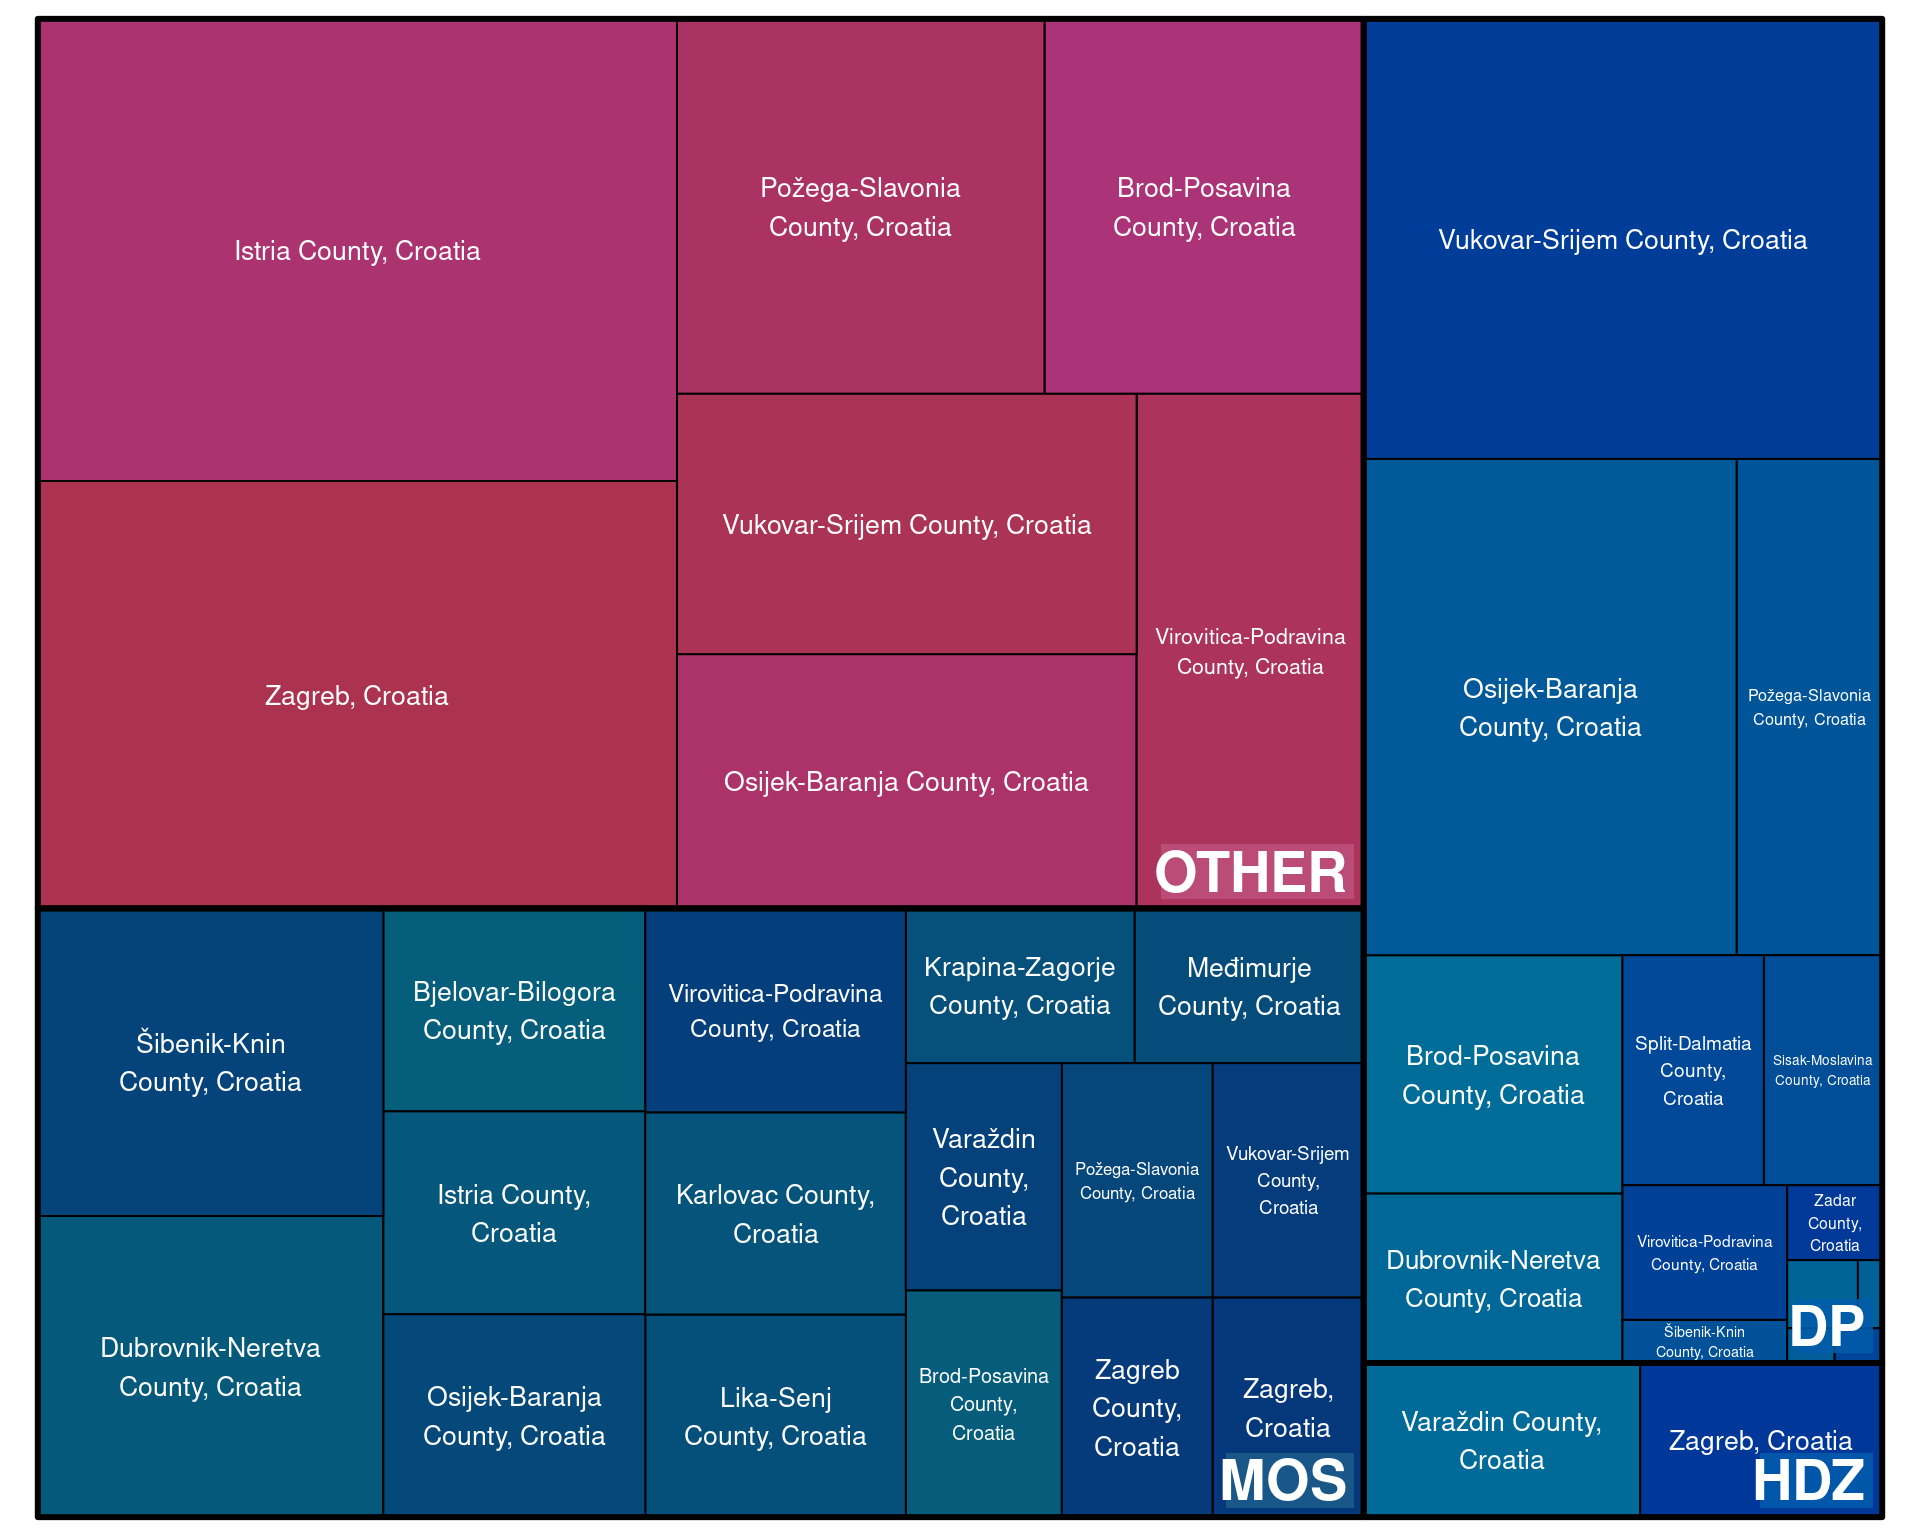 Istria County, Croatia
Zagreb, Croatia
Požega-Slavonia
County, Croatia
Brod-Posavina
County, Croatia
Vukovar-Srijem County, Croatia
Osijek-Baranja County, Croatia
Virovitica-Podravina
County, Croatia
OTHER
Šibenik-Knin
County, Croatia
Dubrovnik-Neretva
County, Croatia
Bjelovar-Bilogora
County, Croatia
Istria County,
Croatia
Osijek-Baranja
County, Croatia
Virovitica-Podravina
County, Croatia
Karlovac County,
Croatia
Lika-Senj
County, Croatia
Krapina-Zagorje
County, Croatia
Međimurje
County, Croatia
Varaždin
County,
Croatia
Brod-Posavina
County,
Croatia
Požega-Slavonia
County, Croatia
Vukovar-Srijem
County,
Croatia
Zagreb
County,
Croatia
Zagreb,
Croatia
MOS
Vukovar-Srijem County, Croatia
Osijek-Baranja
County, Croatia
Požega-Slavonia
County, Croatia
Brod-Posavina
County, Croatia
Dubrovnik-Neretva
County, Croatia
Split-Dalmatia
County,
Croatia
Sisak-Moslavina
County, Croatia
Virovitica-Podravina
County, Croatia
Zadar
County,
Croatia
Šibenik-Knin
County, Croatia
DP
Varaždin County,
Croatia
Zagreb, Croatia
HDZ